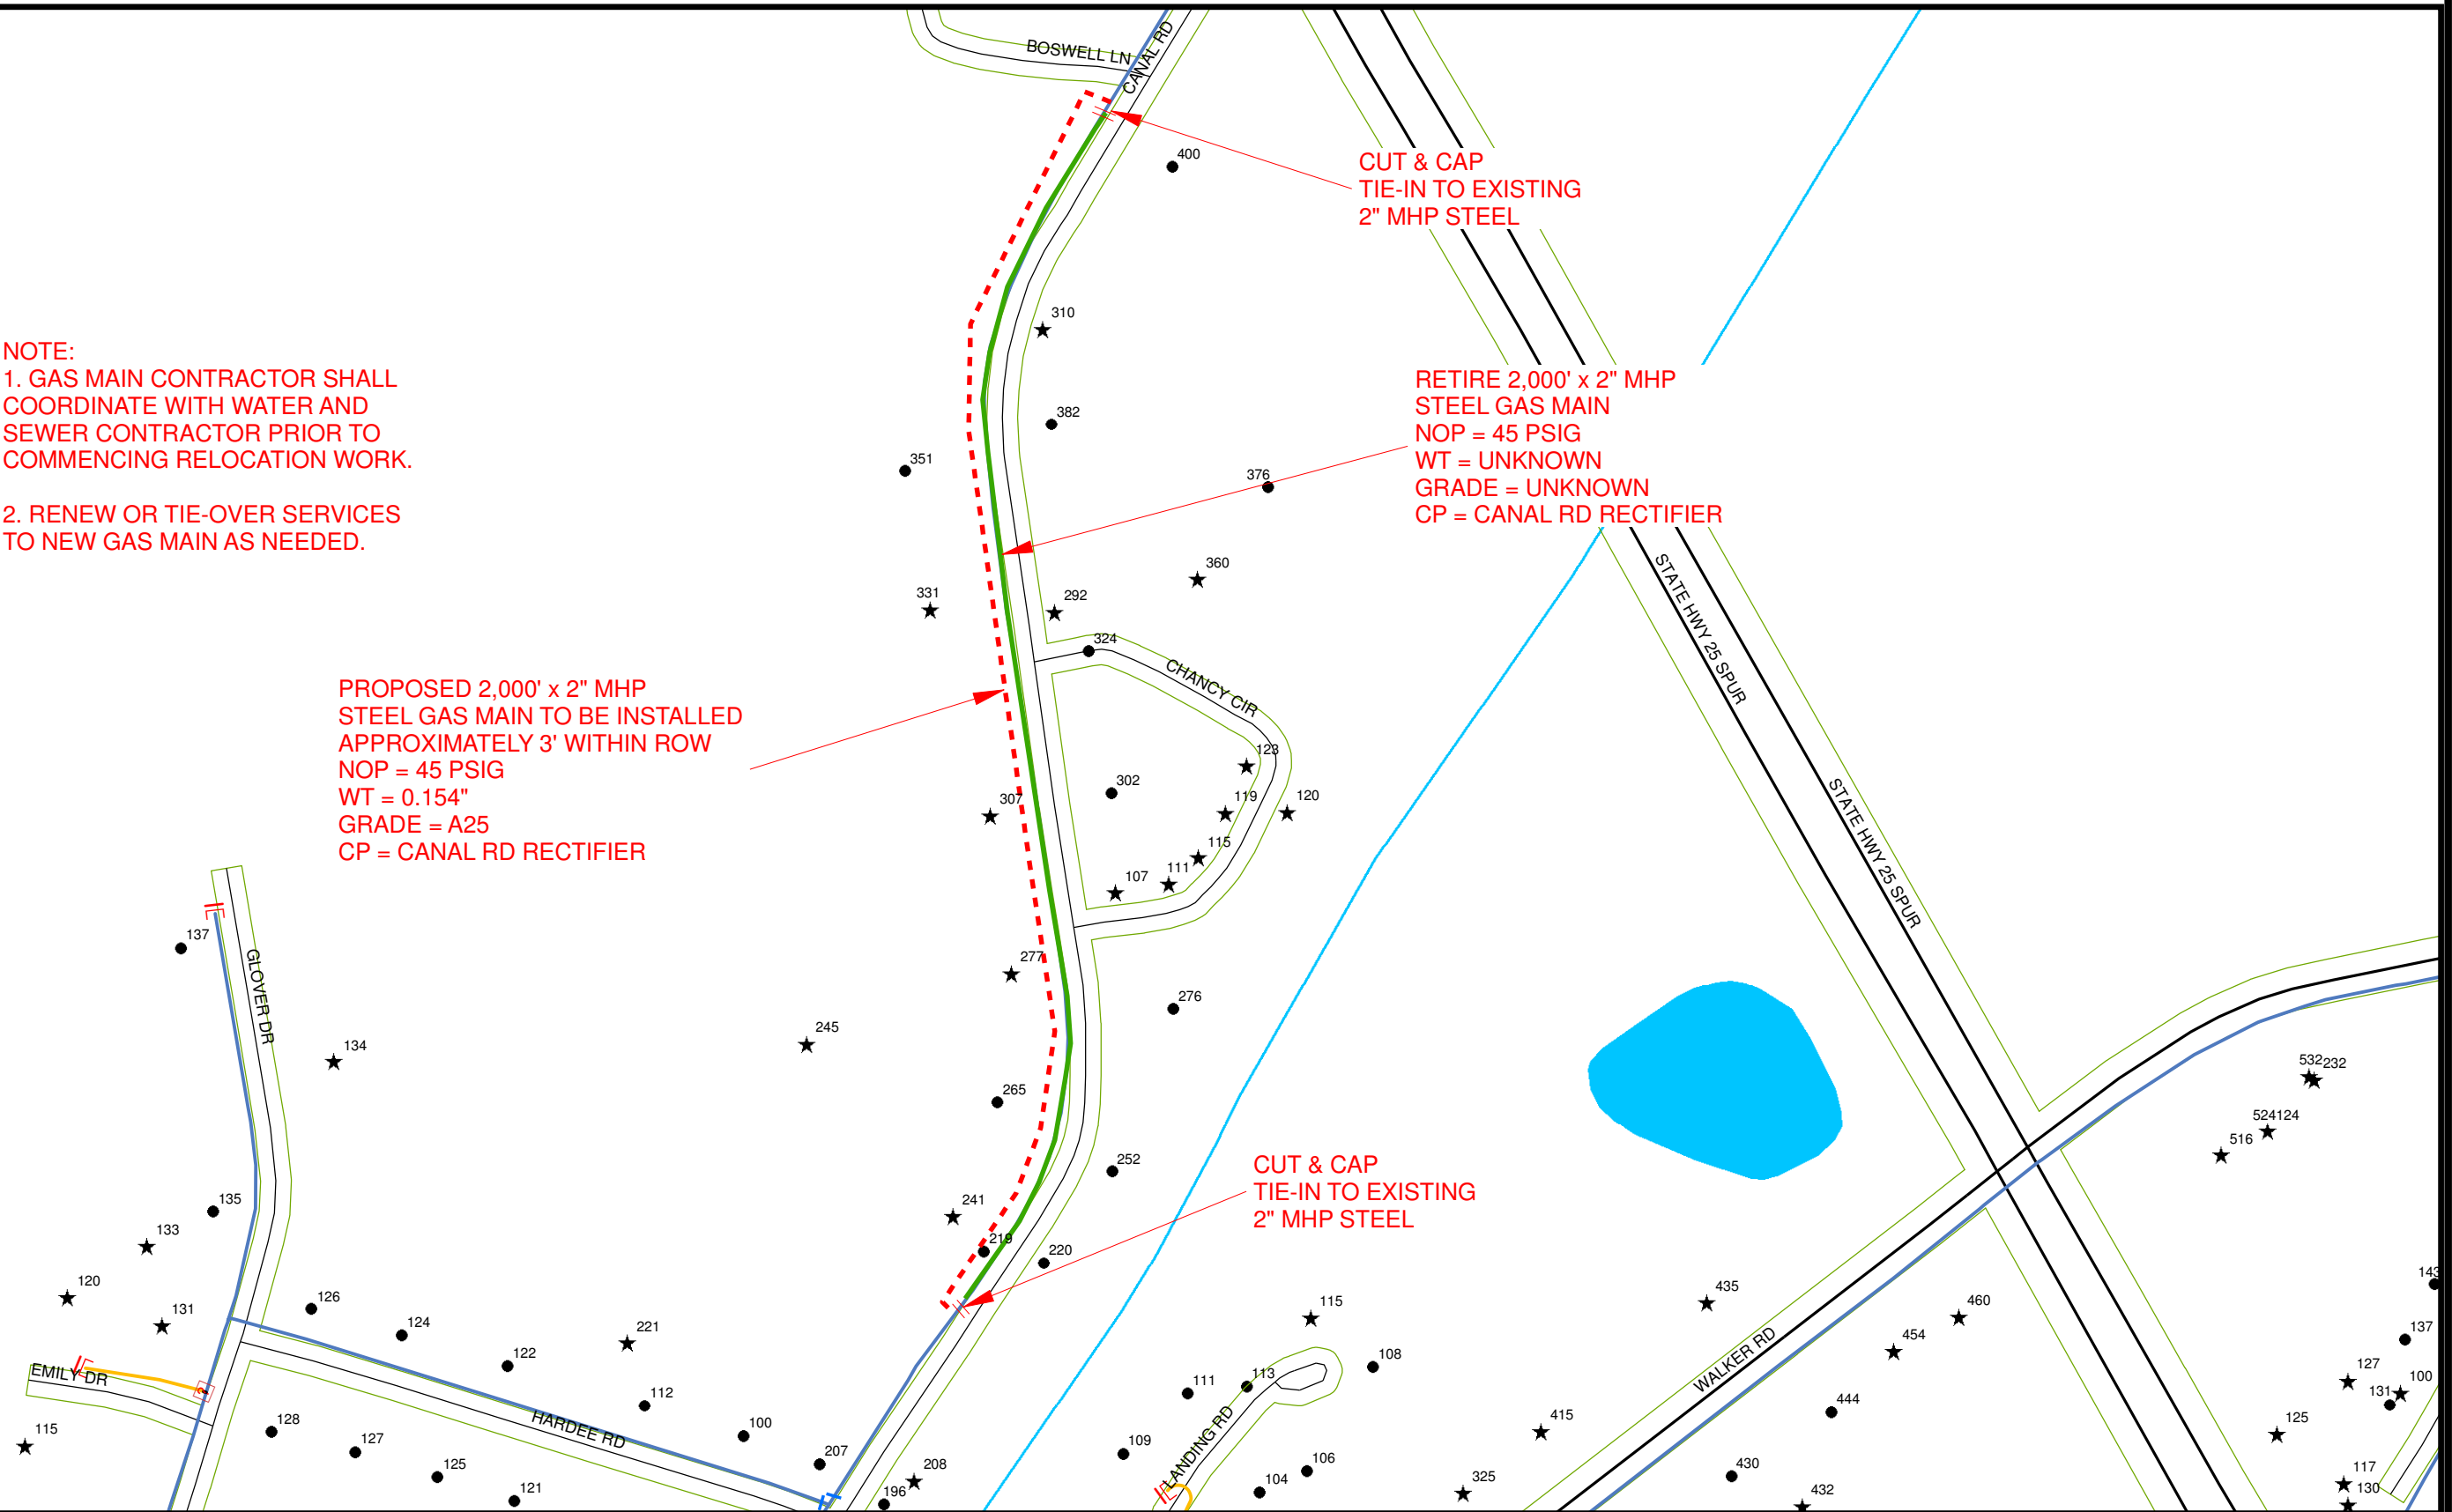 BOSWELL LN
CANAL RD
400
CUT & CAP
TIE-IN TO EXISTING
2" MHP STEEL
310
NOTE:
1. GAS MAIN CONTRACTOR SHALL
COORDINATE WITH WATER AND
SEWER CONTRACTOR PRIOR TO
COMMENCING RELOCATION WORK.
2. RENEW OR TIE-OVER SERVICES
TO NEW GAS MAIN AS NEEDED.
RETIRE 2,000' x 2" MHP
STEEL GAS MAIN
NOP = 45 PSIG
WT = UNKNOWN
GRADE = UNKNOWN
CP = CANAL RD RECTIFIER
382
351
376
360
331
292
324
CHANCY CIR
STATE HWY 25 SPUR
PROPOSED 2,000' x 2" MHP
STEEL GAS MAIN TO BE INSTALLED
APPROXIMATELY 3' WITHIN ROW
NOP = 45 PSIG
WT = 0.154"
GRADE = A25
CP = CANAL RD RECTIFIER
123
302
119
120
307
115
111
107
STATE HWY 25 SPUR
137
GLOVER DR
277
276
245
134
265
532
232
524
124
516
252
CUT & CAP
TIE-IN TO EXISTING
2" MHP STEEL
135
241
133
219
220
120
126
131
124
221
122
115
435
460
143
454
137
WALKER RD
108
113
111
127
100
131
EMILY DR
112
444
100
HARDEE RD
128
115
127
415
125
207
109
LANDING RD
208
125
106
104
430
325
117
121
196
432
130